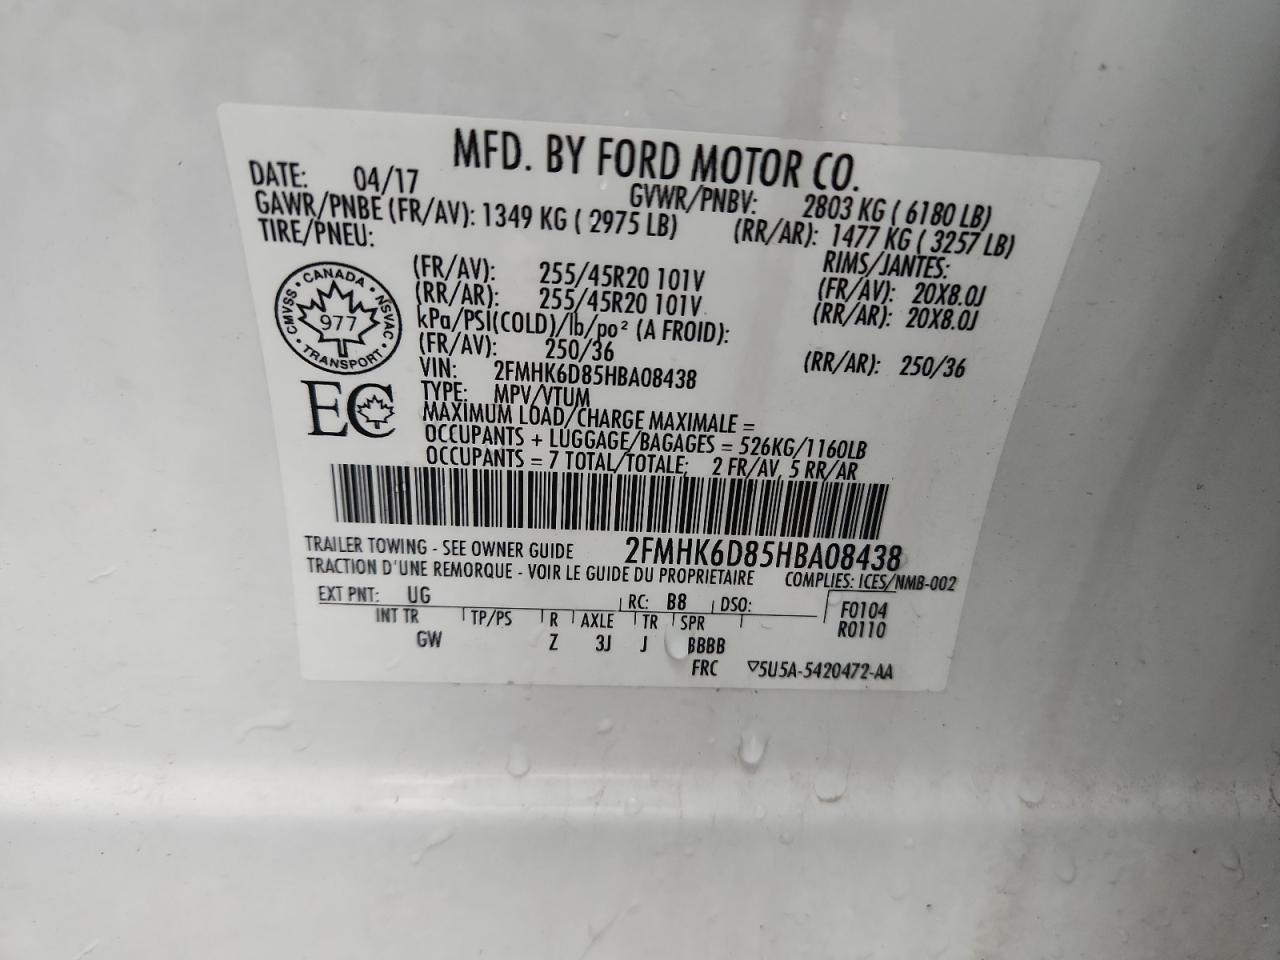 MFD. BY FORD MOTOR CO.
DATE: 04/17 GVWR/PNBV: 2803 KG ( 6180 LB)
GAWR/PNBE (FR/AV): 1349 KG ( 2975 LB) (RR/AR): 1477 KG ( 3257 LB)
TIRE/PNEU: RIMS/JANTES:
(FR/AV): 255/45R20 101V (FR/AV): 20X8.0J
(RR/AR): 255/45R20 101V (RR/AR): 20X8.0J
kPa/PSI(COLD)/lb/po² (A FROID):
(FR/AV): 250/36 (RR/AR): 250/36
CANADA
CMVSS · NSVAC
977
TRANSPORT
VIN: 2FMHK6D85HBA08438
TYPE: MPV/VTUM
EC
MAXIMUM LOAD/CHARGE MAXIMALE =
OCCUPANTS + LUGGAGE/BAGAGES = 526KG/1160LB
OCCUPANTS = 7 TOTAL/TOTALE; 2 FR/AV, 5 RR/AR
TRAILER TOWING - SEE OWNER GUIDE 2FMHK6D85HBA08438
TRACTION D'UNE REMORQUE - VOIR LE GUIDE DU PROPRIETAIRE COMPLIES: ICES/NMB-002
EXT PNT: UG RC: B8 DSO: F0104
INT TR TP/PS R AXLE TR SPR R0110
GW Z 3J J BBBB
FRC ▽5U5A-5420472-AA